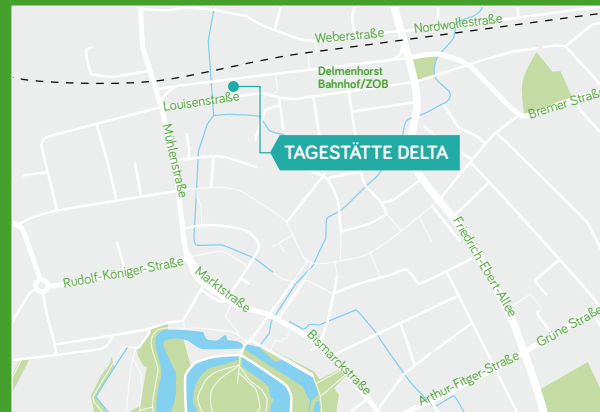 Nordwollestraße
Weberstraße
Delmenhorst
Bahnhof/ZOB
Louisenstraße
Bremer Straße
Mühlenstraße
TAGESTÄTTE DELTA
Friedrich-Ebert-Allee
Rudolf-Königer-Straße
Marktstraße
Bismarckstraße
Grüne Straße
Arthur-Fitger-Straße